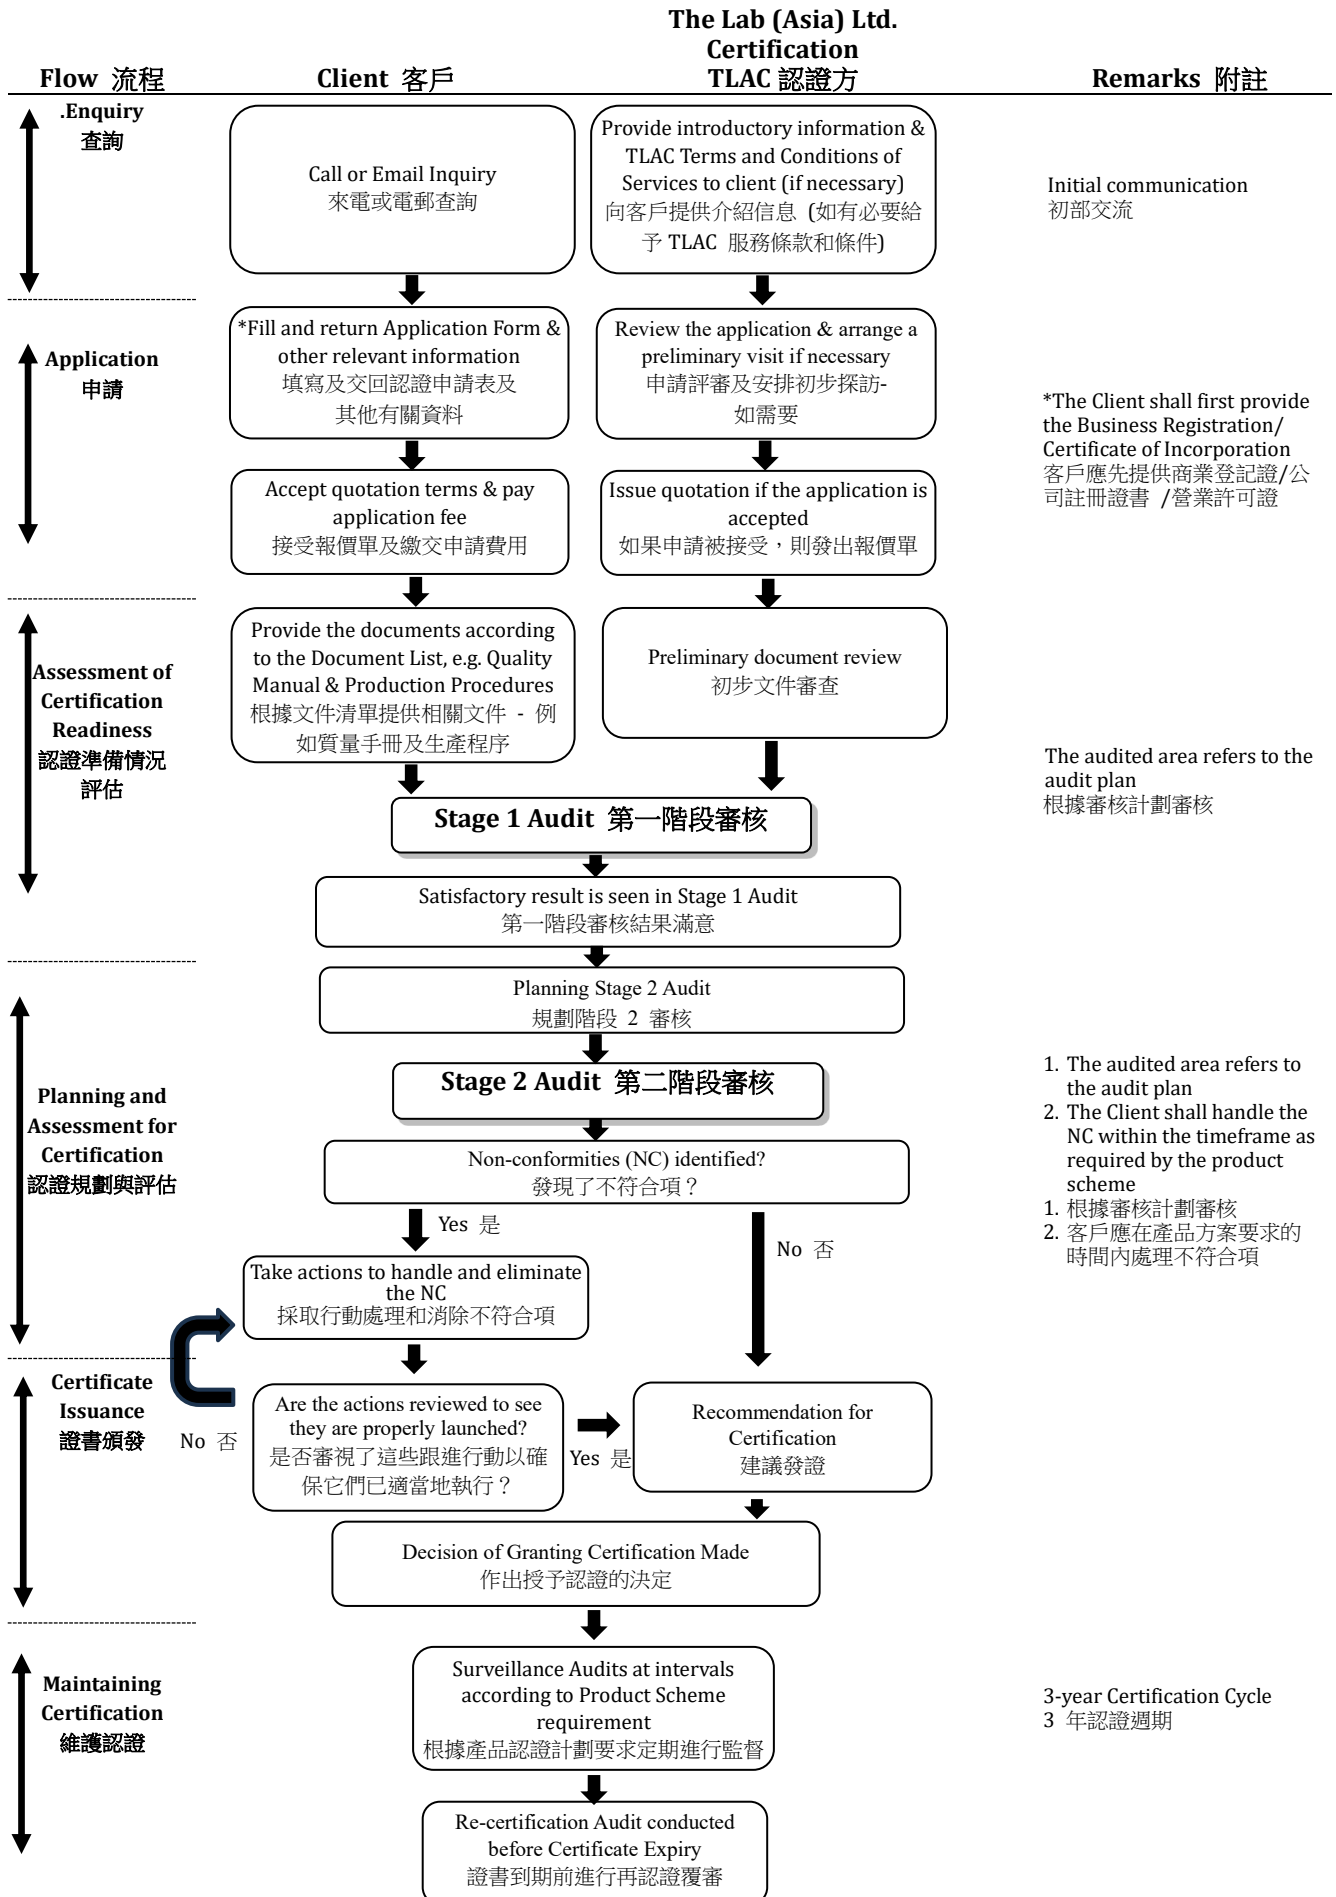 The Lab (Asia) Ltd.
Certification
Flow 流程
Client 客戶
TLAC 認證方
Remarks 附註
.Enquiry
查詢
Call or Email Inquiry
來電或電郵查詢
Provide introductory information &
TLAC Terms and Conditions of
Services to client (if necessary)
向客戶提供介紹信息 (如有必要給
予 TLAC 服務條款和條件)
Initial communication
初部交流
Application
申請
*Fill and return Application Form &
other relevant information
填寫及交回認證申請表及
其他有關資料
Review the application & arrange a
preliminary visit if necessary
申請評審及安排初步探訪-
如需要
*The Client shall first provide
the Business Registration/
Certificate of Incorporation
客戶應先提供商業登記證/公
司註冊證書 /營業許可證
Accept quotation terms & pay
application fee
接受報價單及繳交申請費用
Issue quotation if the application is
accepted
如果申請被接受，則發出報價單
Assessment of
Certification
Readiness
認證準備情況
評估
Provide the documents according
to the Document List, e.g. Quality
Manual & Production Procedures
根據文件清單提供相關文件 - 例
如質量手冊及生產程序
Preliminary document review
初步文件審查
The audited area refers to the
audit plan
根據審核計劃審核
Stage 1 Audit 第一階段審核
Satisfactory result is seen in Stage 1 Audit
第一階段審核結果滿意
Planning Stage 2 Audit
規劃階段 2 審核
Planning and
Assessment for
Certification
認證規劃與評估
Stage 2 Audit 第二階段審核
1. The audited area refers to
the audit plan
2. The Client shall handle the
NC within the timeframe as
required by the product
scheme
1. 根據審核計劃審核
2. 客戶應在產品方案要求的
時間內處理不符合項
Non-conformities (NC) identified?
發現了不符合項？
Yes 是
No 否
Take actions to handle and eliminate
the NC
採取行動處理和消除不符合項
Certificate
Issuance
證書頒發
No 否
Are the actions reviewed to see
they are properly launched?
是否審視了這些跟進行動以確
保它們已適當地執行？
Yes 是
Recommendation for
Certification
建議發證
Decision of Granting Certification Made
作出授予認證的決定
Maintaining
Certification
維護認證
Surveillance Audits at intervals
according to Product Scheme
requirement
根據產品認證計劃要求定期進行監督
3-year Certification Cycle
3 年認證週期
Re-certification Audit conducted
before Certificate Expiry
證書到期前進行再認證覆審